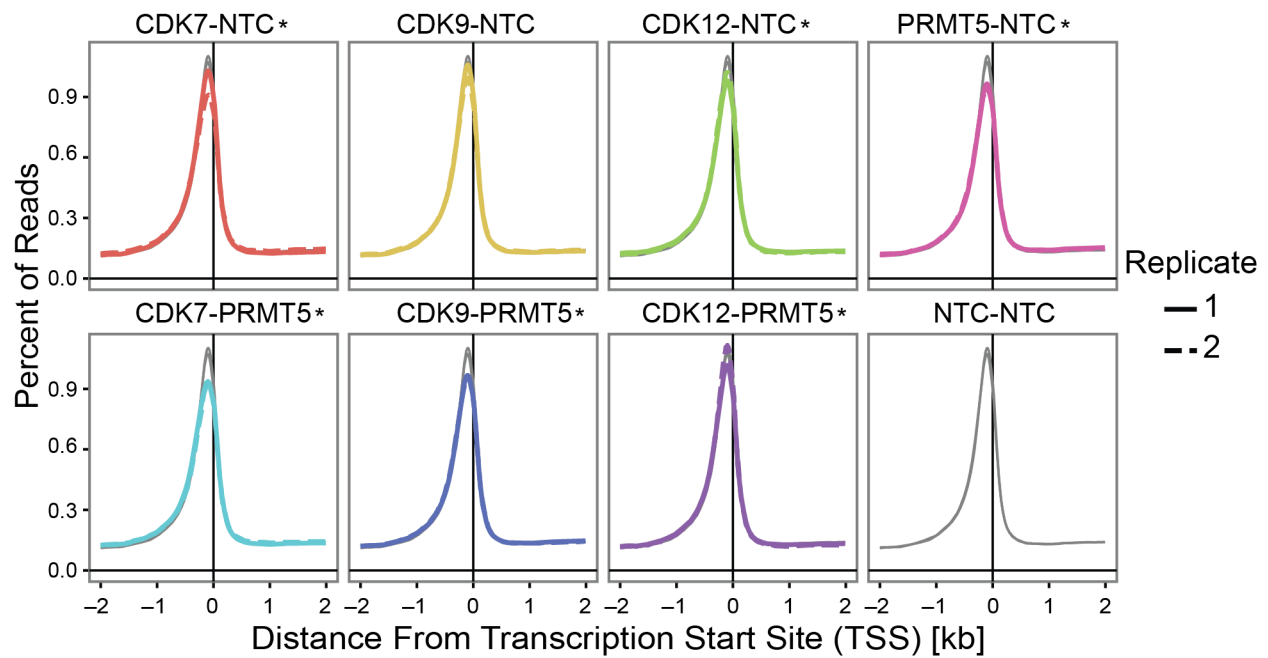 CDK7-NTC* CDK9-NTC CDK12-NTC* PRMT5-NTC*
0.9
0.6
0.3
0.0
Percent of Reads
Replicate
1
2
CDK7-PRMT5* CDK9-PRMT5* CDK12-PRMT5* NTC-NTC
0.9
0.6
0.3
0.0
–2 –1 0 1 2 –2 –1 0 1 2 –2 –1 0 1 2 –2 –1 0 1 2
Distance From Transcription Start Site (TSS) [kb]